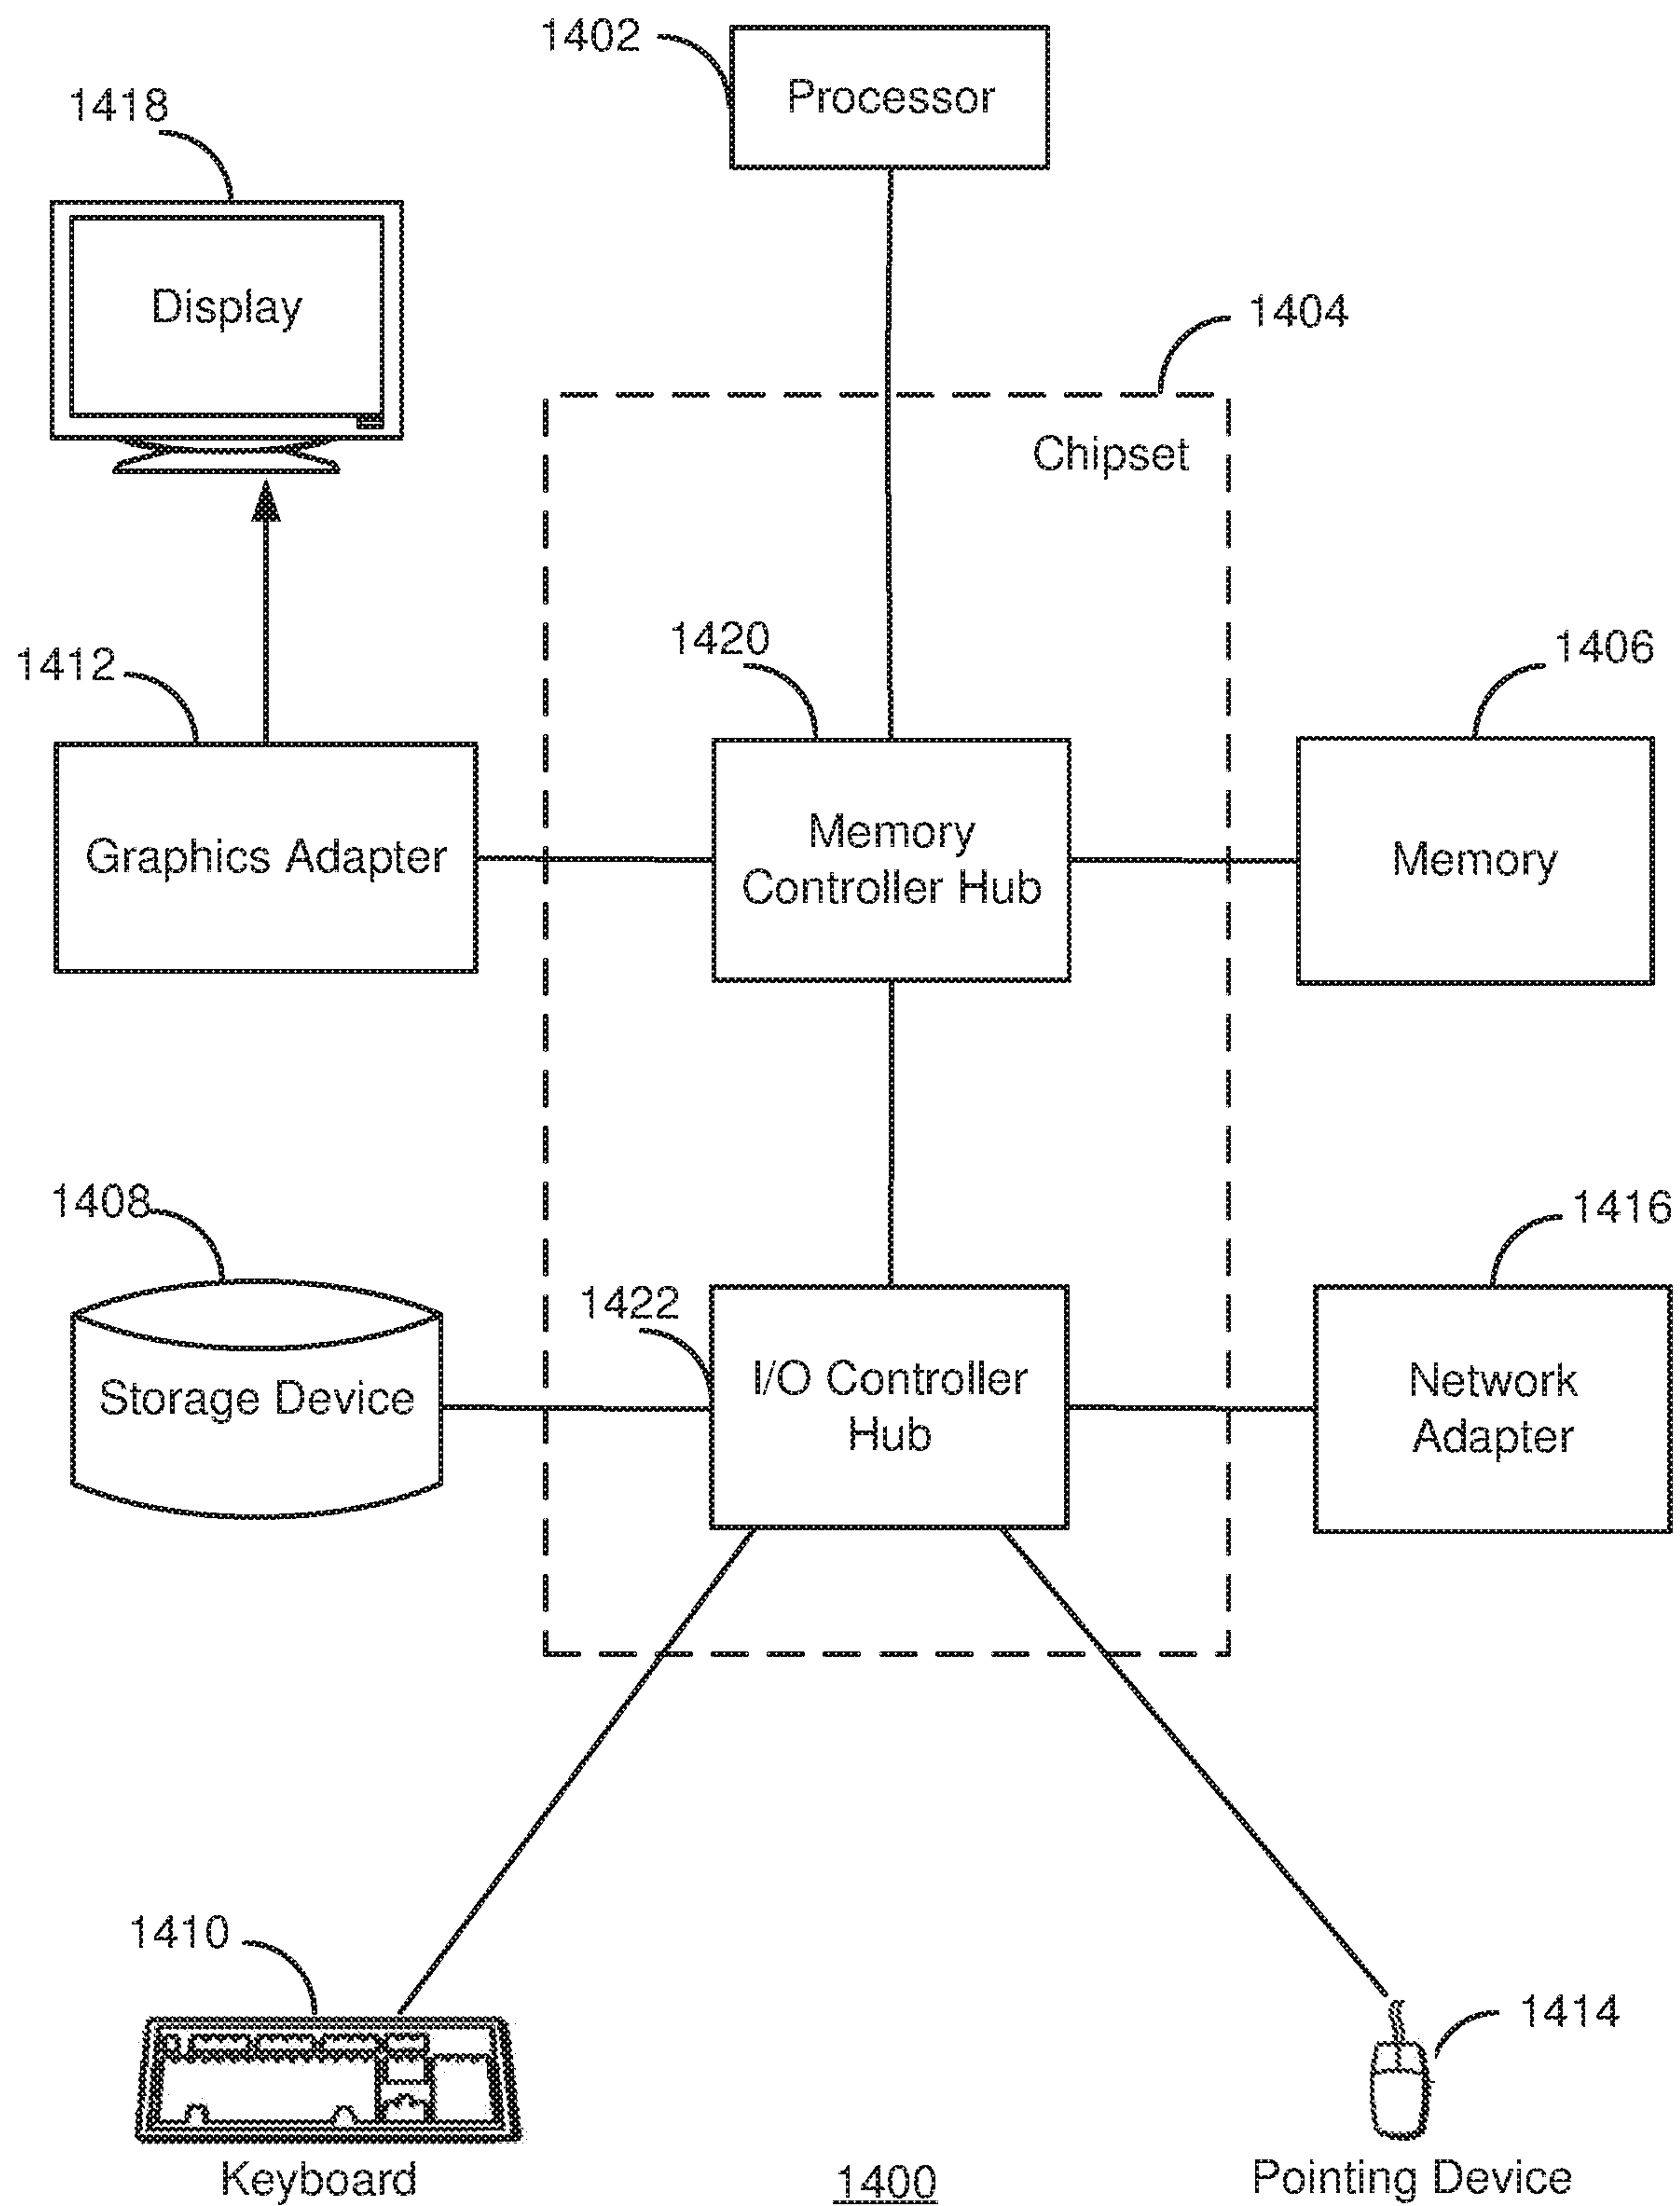 1402
Processor
1418
Display
1404
Chipset
1412
1420
1406
Graphics Adapter
Memory
Controller Hub
Memory
1408
1422
1416
Storage Device
I/O Controller
Hub
Network
Adapter
1410
1414
Keyboard
1400
Pointing Device